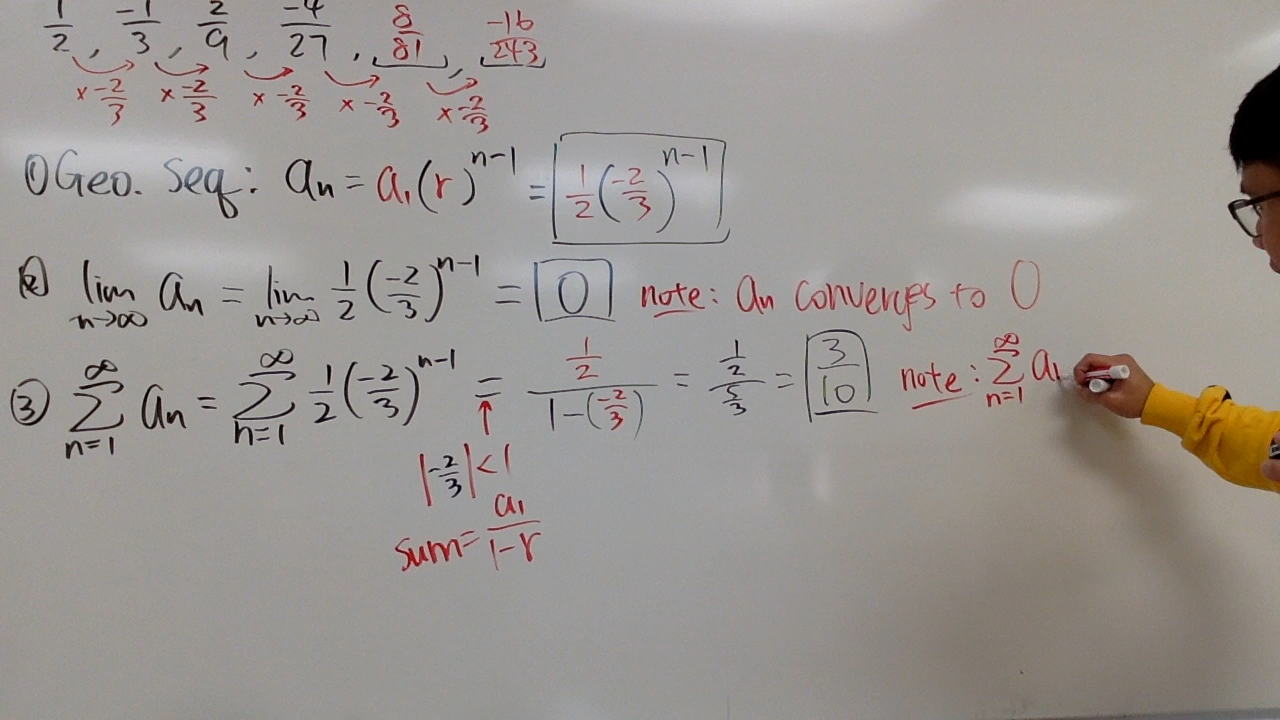 1/2, -1/3, 2/9, -4/27, 8/81, -16/243
×-2/3 ×-2/3 ×-2/3 ×-2/3 ×-2/3
① Geo. Seq: aₙ = a₁(r)ⁿ⁻¹ = 1/2(-2/3)ⁿ⁻¹
② lim n→∞ aₙ = lim n→∞ 1/2(-2/3)ⁿ⁻¹ = 0 note: aₙ converges to 0
③ ∞ Σ n=1 aₙ = ∞ Σ n=1 1/2(-2/3)ⁿ⁻¹ = 1/2 / 1-(-2/3) = 1/2 / 5/3 = 3/10 note: ∞ Σ n=1 a
↑
|-2/3| < 1
sum = a₁/1-r